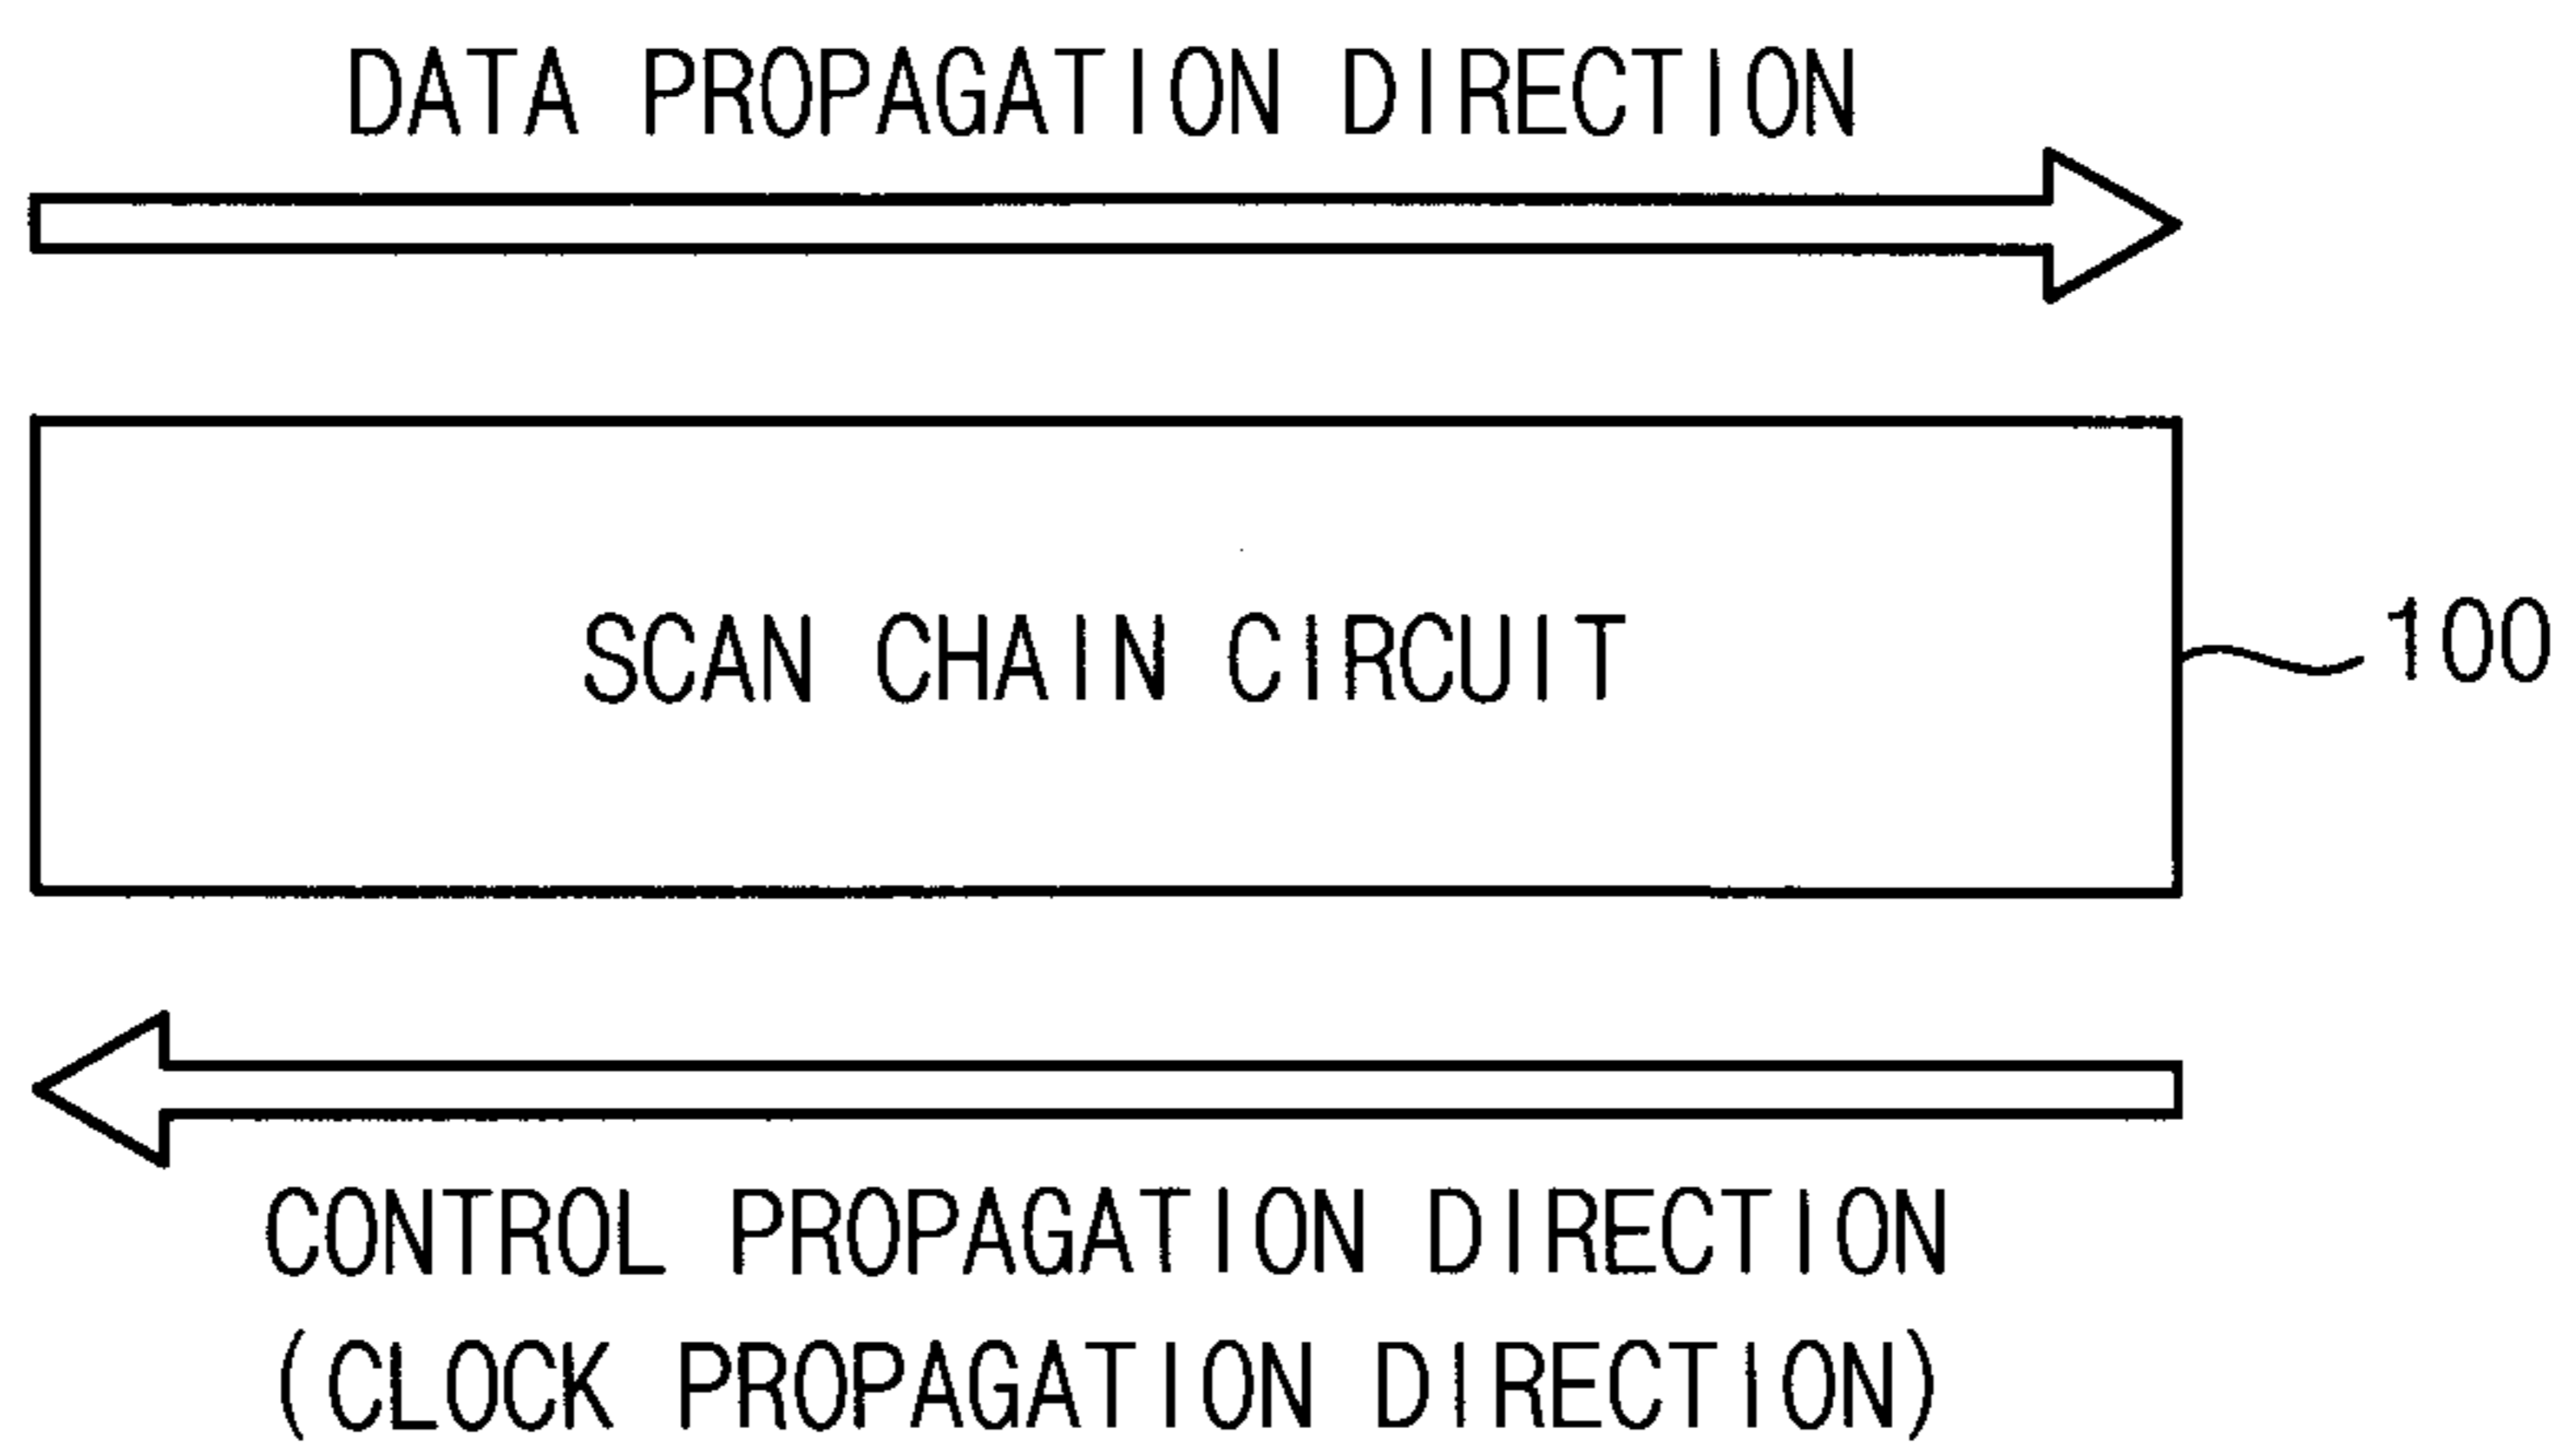 DATA PROPAGATION DIRECTION
SCAN CHAIN CIRCUIT
100
CONTROL PROPAGATION DIRECTION
(CLOCK PROPAGATION DIRECTION)